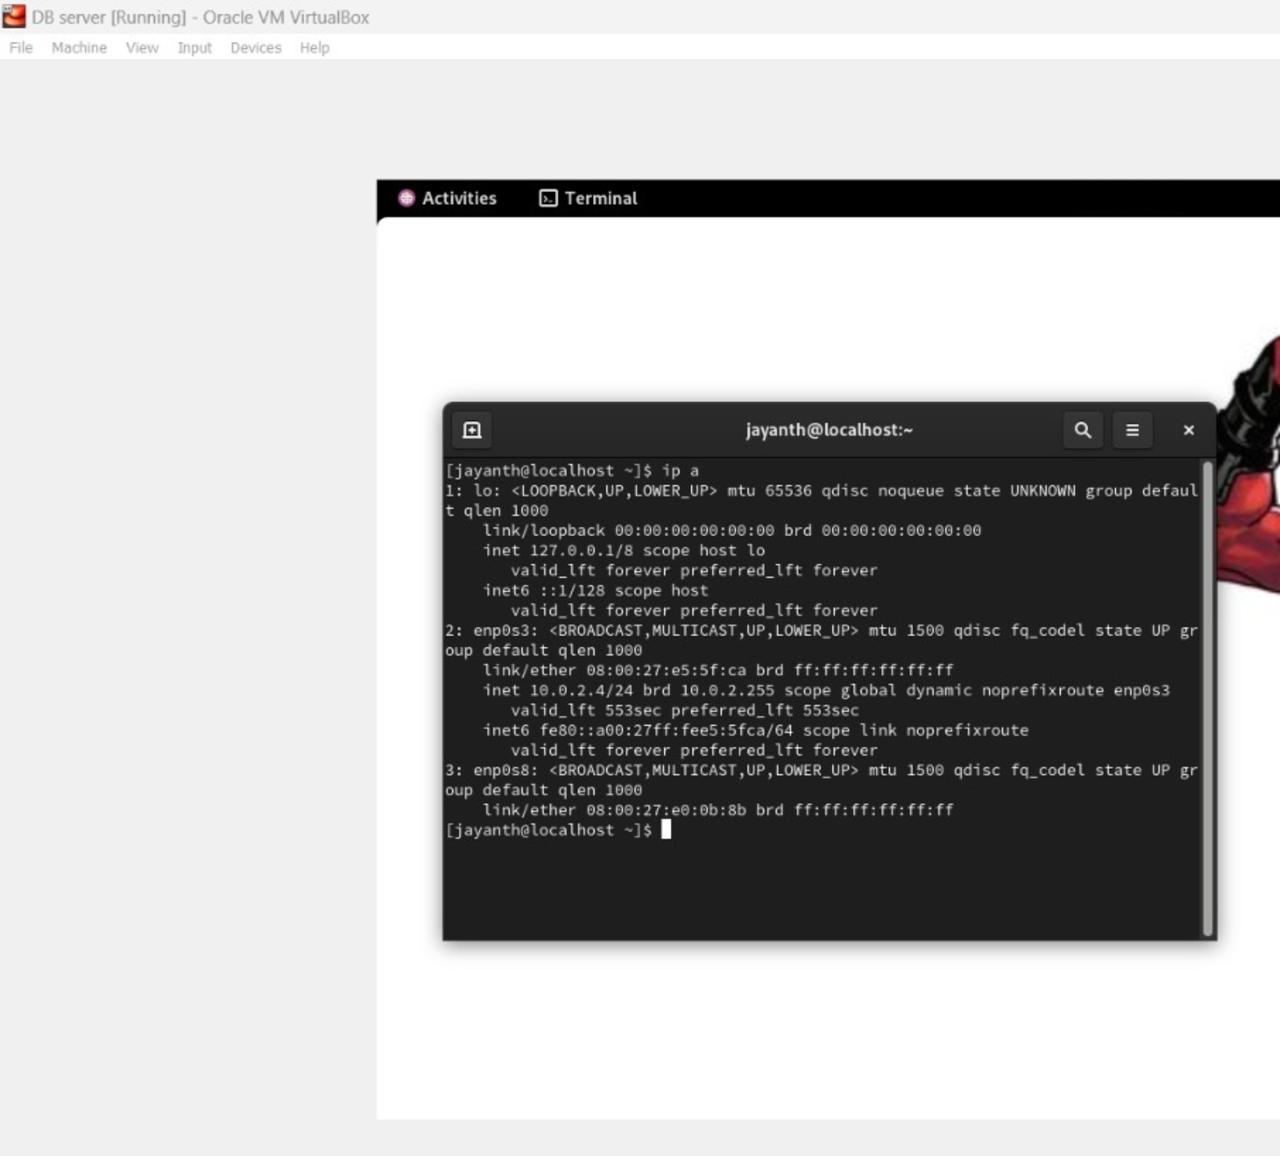 DB server [Running] - Oracle VM VirtualBox
File Machine View Input Devices Help
Activities Terminal
jayanth@localhost:~
[jayanth@localhost ~]$ ip a
1: lo: <LOOPBACK,UP,LOWER_UP> mtu 65536 qdisc noqueue state UNKNOWN group defaul
t qlen 1000
    link/loopback 00:00:00:00:00:00 brd 00:00:00:00:00:00
    inet 127.0.0.1/8 scope host lo
       valid_lft forever preferred_lft forever
    inet6 ::1/128 scope host
       valid_lft forever preferred_lft forever
2: enp0s3: <BROADCAST,MULTICAST,UP,LOWER_UP> mtu 1500 qdisc fq_codel state UP gr
oup default qlen 1000
    link/ether 08:00:27:e5:5f:ca brd ff:ff:ff:ff:ff:ff
    inet 10.0.2.4/24 brd 10.0.2.255 scope global dynamic noprefixroute enp0s3
       valid_lft 553sec preferred_lft 553sec
    inet6 fe80::a00:27ff:fee5:5fca/64 scope link noprefixroute
       valid_lft forever preferred_lft forever
3: enp0s8: <BROADCAST,MULTICAST,UP,LOWER_UP> mtu 1500 qdisc fq_codel state UP gr
oup default qlen 1000
    link/ether 08:00:27:e0:0b:8b brd ff:ff:ff:ff:ff:ff
[jayanth@localhost ~]$